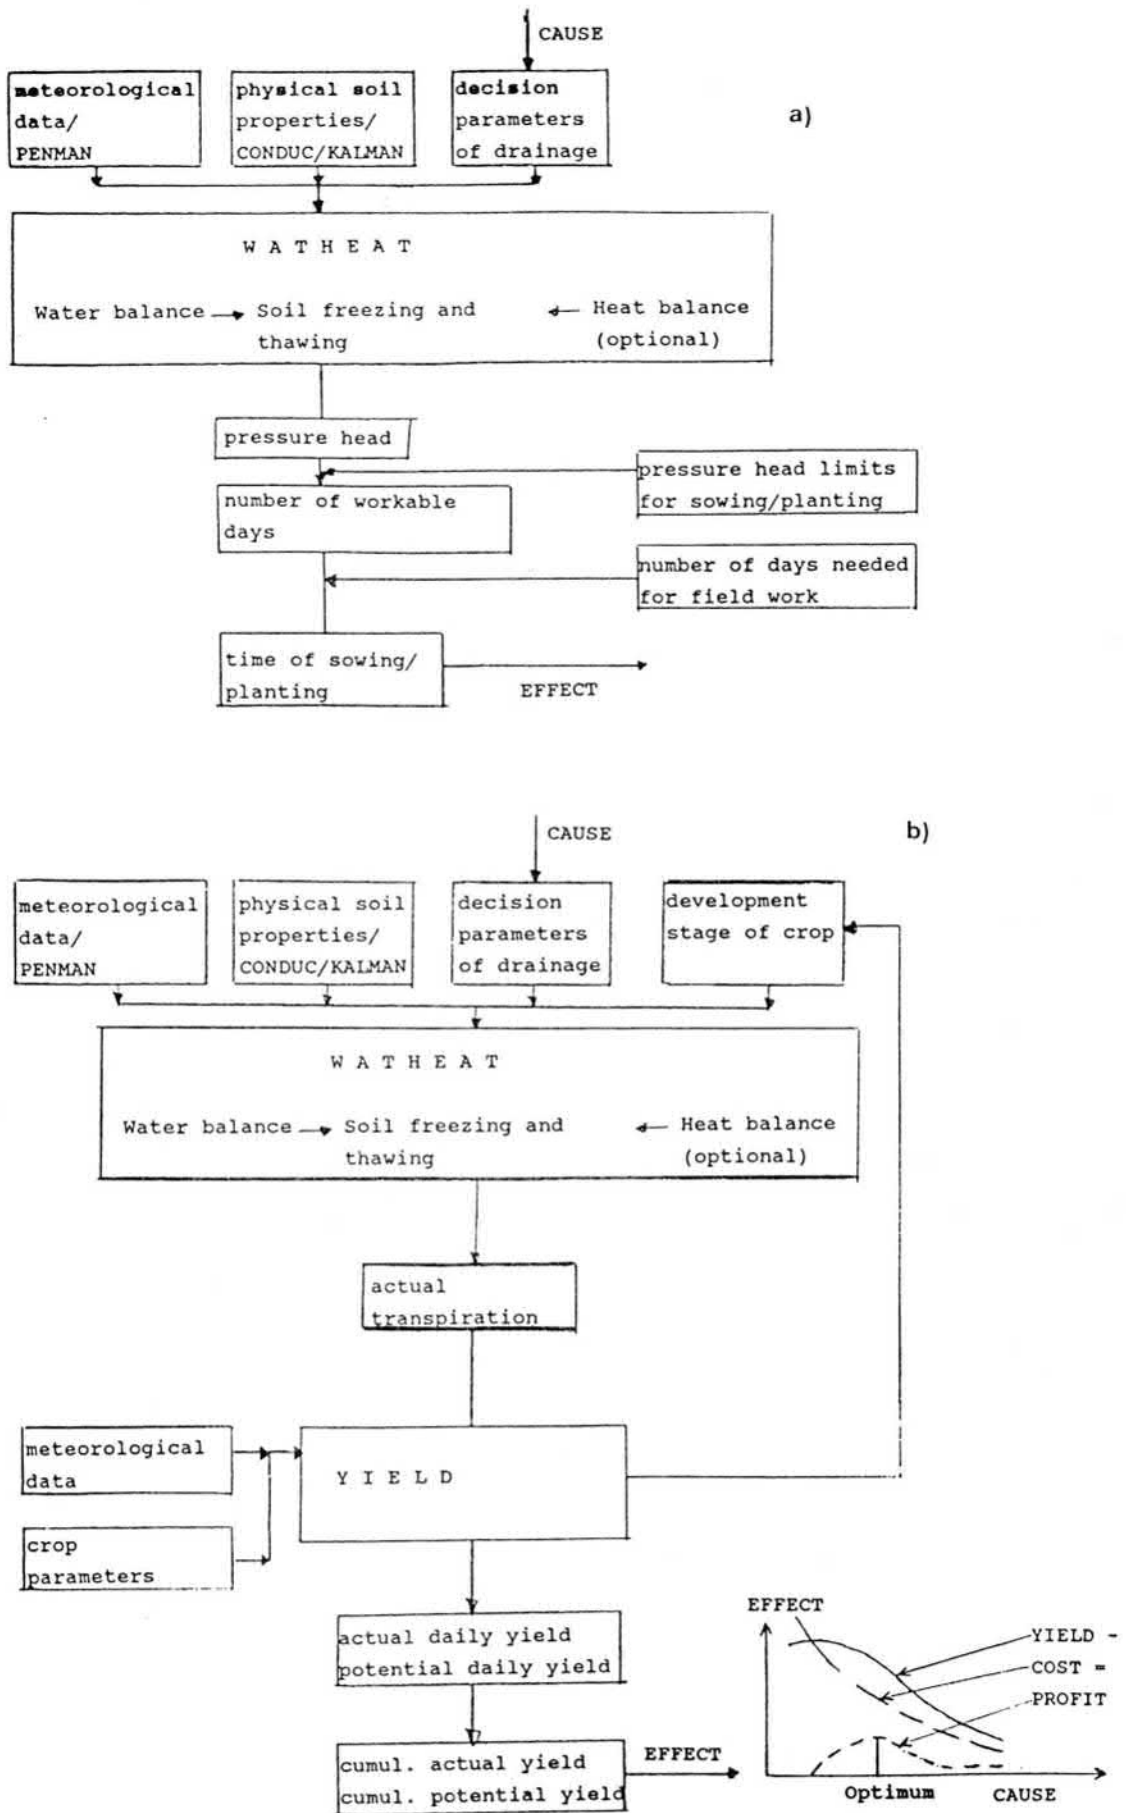 CAUSE
meteorological
data/
PENMAN
physical soil
properties/
CONDUC/KALMAN
decision
parameters
of drainage
a)
W A T H E A T
Water balance
Soil freezing and
thawing
Heat balance
(optional)
pressure head
pressure head limits
for sowing/planting
number of workable
days
number of days needed
for field work
time of sowing/
planting
EFFECT
b)
CAUSE
meteorological
data/
PENMAN
physical soil
properties/
CONDUC/KALMAN
decision
parameters
of drainage
development
stage of crop
W A T H E A T
Water balance
Soil freezing and
thawing
Heat balance
(optional)
actual
transpiration
meteorological
data
Y I E L D
crop
parameters
actual daily yield
potential daily yield
cumul. actual yield
cumul. potential yield
EFFECT
EFFECT
YIELD -
COST =
PROFIT
Optimum
CAUSE